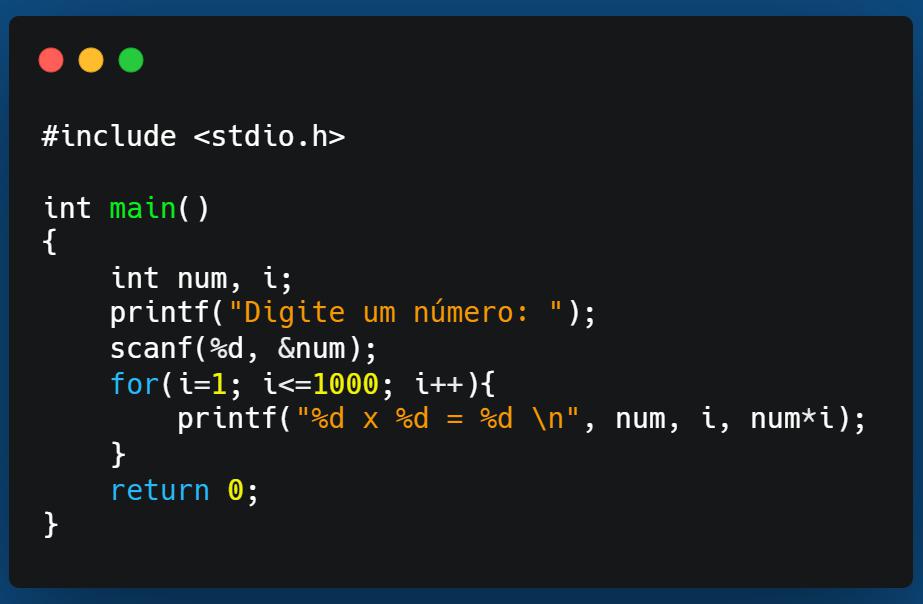 #include <stdio.h>

int main()
{
    int num, i;
    printf("Digite um número: ");
    scanf(%d, &num);
    for(i=1; i<=1000; i++){
        printf("%d x %d = %d \n", num, i, num*i);
    }
    return 0;
}